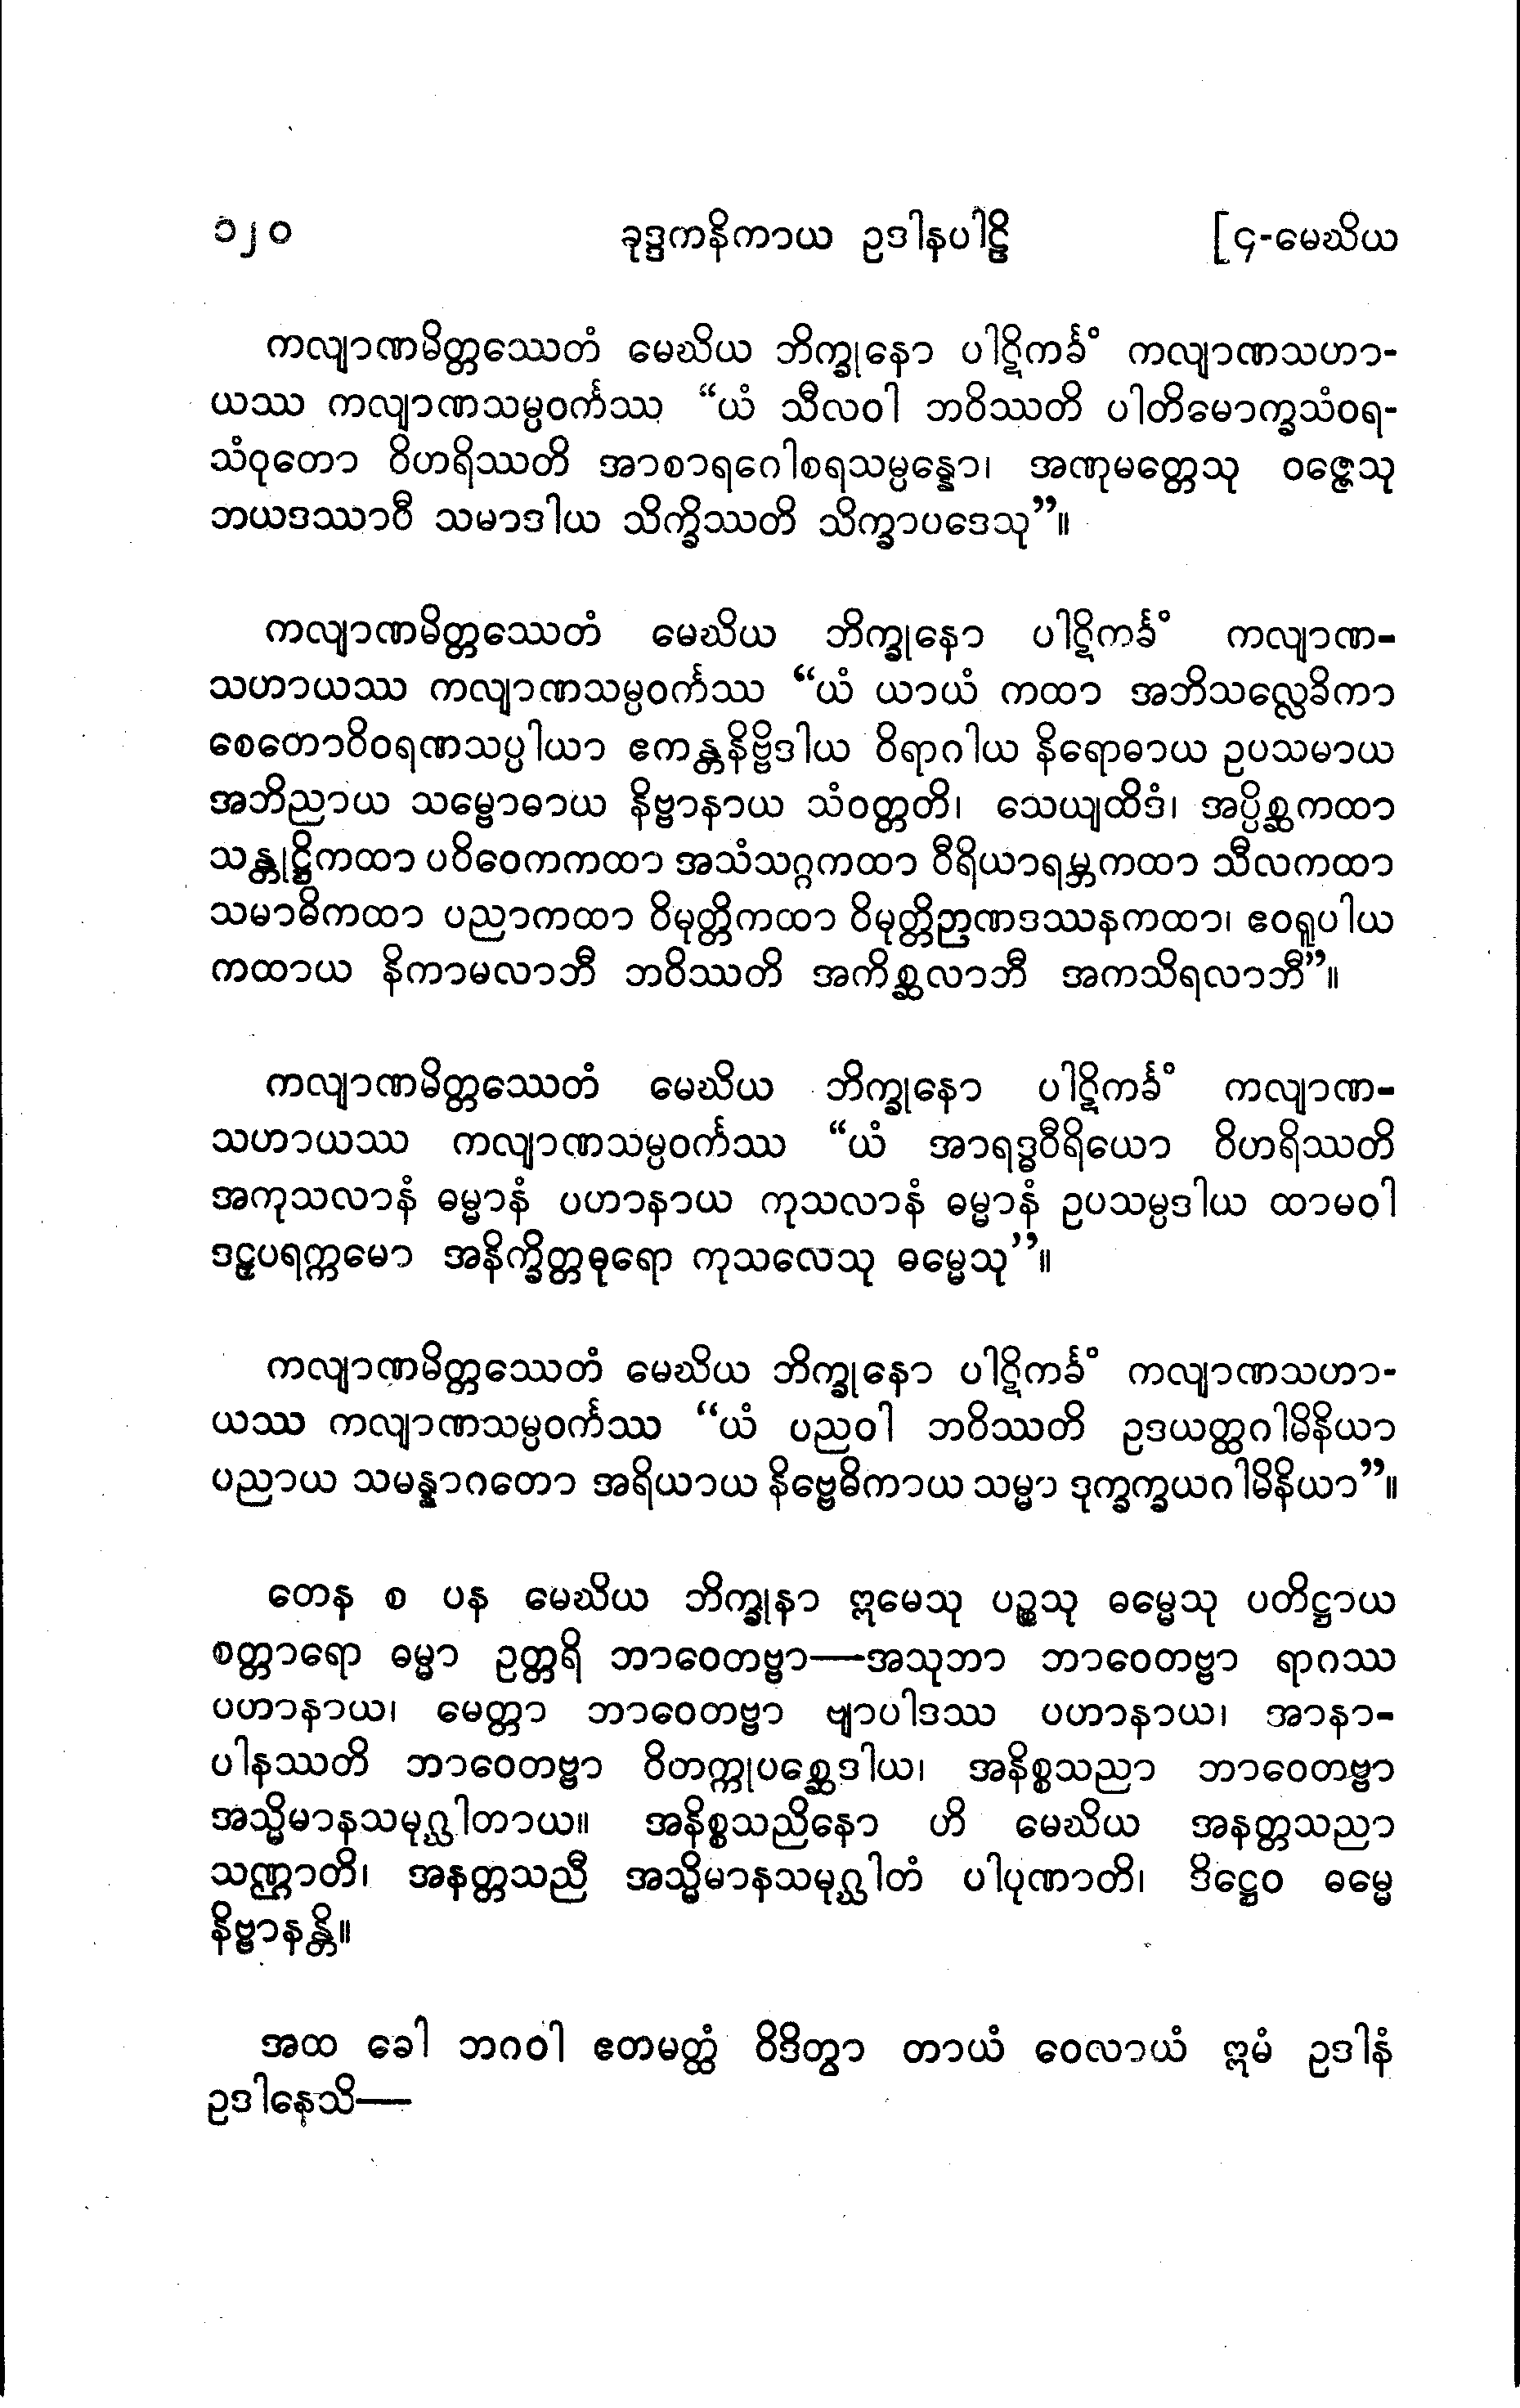 ၁၂၀ ခုဒ္ဒကနိကာယ ဥဒါနပါဠိ [၄-မေဃိယ
ကလျာဏမိတ္တဿေတံ မေဃိယ ဘိက္ခုနော ပါဋိကင်္ခံ ကလျာဏသဟာ-
ယဿ ကလျာဏသမ္ပဝင်္ကဿ “ယံ သီလဝါ ဘဝိဿတိ ပါတိမောက္ခသံဝရ-
သံဝုတော ဝိဟရိဿတိ အာစာရဂေါစရသမ္ပန္နော၊ အဏုမတ္တေသု ဝဇ္ဇေသု
ဘယဒဿာဝီ သမာဒါယ သိက္ခိဿတိ သိက္ခာပဒေသု”။
ကလျာဏမိတ္တဿေတံ မေဃိယ ဘိက္ခုနော ပါဋိကင်္ခံ ကလျာဏ-
သဟာယဿ ကလျာဏသမ္ပဝင်္ကဿ “ယံ ယာယံ ကထာ အဘိသလ္လေခိကာ
စေတောဝိဝရဏသပ္ပါယာ ဧကန္တနိဗ္ဗိဒါယ ဝိရာဂါယ နိရောဓာယ ဥပသမာယ
အဘိညာယ သမ္ဗောဓာယ နိဗ္ဗာနာယ သံဝတ္တတိ၊ သေယျထိဒံ၊ အပ္ပိစ္ဆကထာ
သန္တုဋ္ဌိကထာ ပဝိဝေကကထာ အသံသဂ္ဂကထာ ဝီရိယာရမ္ဘကထာ သီလကထာ
သမာဓိကထာ ပညာကထာ ဝိမုတ္တိကထာ ဝိမုတ္တိဉာဏဒဿနကထာ၊ ဧဝရူပါယ
ကထာယ နိကာမလာဘီ ဘဝိဿတိ အကိစ္ဆလာဘီ အကသိရလာဘီ”။
ကလျာဏမိတ္တဿေတံ မေဃိယ ဘိက္ခုနော ပါဋိကင်္ခံ ကလျာဏ-
သဟာယဿ ကလျာဏသမ္ပဝင်္ကဿ “ယံ အာရဒ္ဓဝီရိယော ဝိဟရိဿတိ
အကုသလာနံ ဓမ္မာနံ ပဟာနာယ ကုသလာနံ ဓမ္မာနံ ဥပသမ္ပဒါယ ထာမဝါ
ဒဠှပရက္ကမော အနိက္ခိတ္တဓုရော ကုသလေသု ဓမ္မေသု”။
ကလျာဏမိတ္တဿေတံ မေဃိယ ဘိက္ခုနော ပါဋိကင်္ခံ ကလျာဏသဟာ-
ယဿ ကလျာဏသမ္ပဝင်္ကဿ “ယံ ပညဝါ ဘဝိဿတိ ဥဒယတ္ထဂါမိနိယာ
ပညာယ သမန္နာဂတော အရိယာယ နိဗ္ဗေဓိကာယ သမ္မာ ဒုက္ခက္ခယဂါမိနိယာ”။
တေန စ ပန မေဃိယ ဘိက္ခုနာ ဣမေသု ပဉ္စသု ဓမ္မေသု ပတိဋ္ဌာယ
စတ္တာရော ဓမ္မာ ဥတ္တရိ ဘာဝေတဗ္ဗာ—အသုဘာ ဘာဝေတဗ္ဗာ ရာဂဿ
ပဟာနာယ၊ မေတ္တာ ဘာဝေတဗ္ဗာ ဗျာပါဒဿ ပဟာနာယ၊ အာနာ-
ပါနဿတိ ဘာဝေတဗ္ဗာ ဝိတက္ကုပစ္ဆေဒါယ၊ အနိစ္စသညာ ဘာဝေတဗ္ဗာ
အသ္မိမာနသမုဂ္ဃါတာယ။ အနိစ္စသညိနော ဟိ မေဃိယ အနတ္တသညာ
သဏ္ဌာတိ၊ အနတ္တသညီ အသ္မိမာနသမုဂ္ဃါတံ ပါပုဏာတိ၊ ဒိဋ္ဌေဝ ဓမ္မေ
နိဗ္ဗာနန္တိ။
အထ ခေါ ဘဂဝါ ဧတမတ္ထံ ဝိဒိတွာ တာယံ ဝေလာယံ ဣမံ ဥဒါနံ
ဥဒါနေသိ—